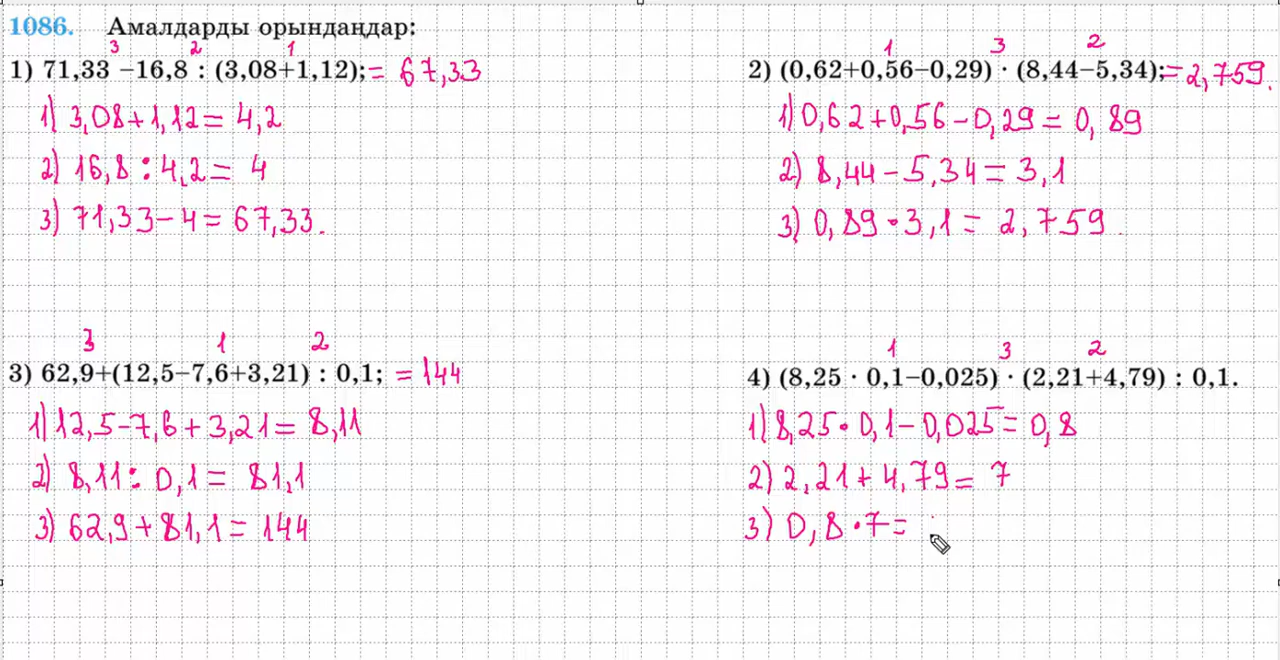 1086. Амалдарды орындаңдар:
3 2 1
1) 71,33 –16,8 : (3,08+1,12); = 67,33
1) 3,08+1,12= 4,2
2) 16,8 : 4,2= 4
3) 71,33–4=67,33.
1 3 2
2) (0,62+0,56–0,29) · (8,44–5,34); =2,759.
1) 0,62+0,56–0,29=0,89
2) 8,44–5,34=3,1
3) 0,89·3,1= 2,759.
3 1 2
3) 62,9+(12,5–7,6+3,21) : 0,1; =144
1) 12,5–7,6+3,21=8,11
2) 8,11: 0,1= 81,1
3) 62,9+81,1=144
1 3 2
4) (8,25 · 0,1–0,025) · (2,21+4,79) : 0,1.
1) 8,25·0,1–0,025=0,8
2) 2,21+4,79= 7
3) 0,8·7=